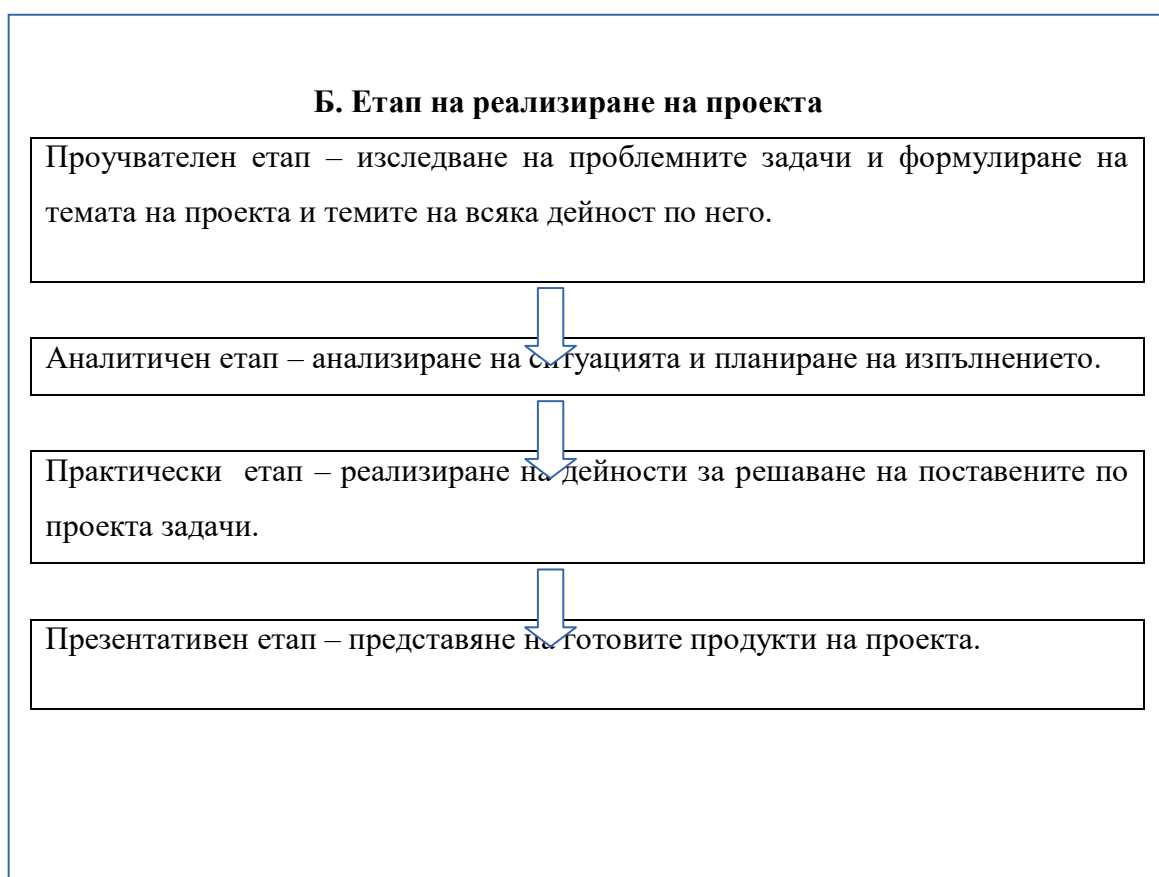 Б. Етап на реализиране на проекта
Проучвателен етап – изследване на проблемните задачи и формулиране на
темата на проекта и темите на всяка дейност по него.
Аналитичен етап – анализиране на ситуацията и планиране на изпълнението.
Практически етап – реализиране на дейности за решаване на поставените по
проекта задачи.
Презентативен етап – представяне на готовите продукти на проекта.